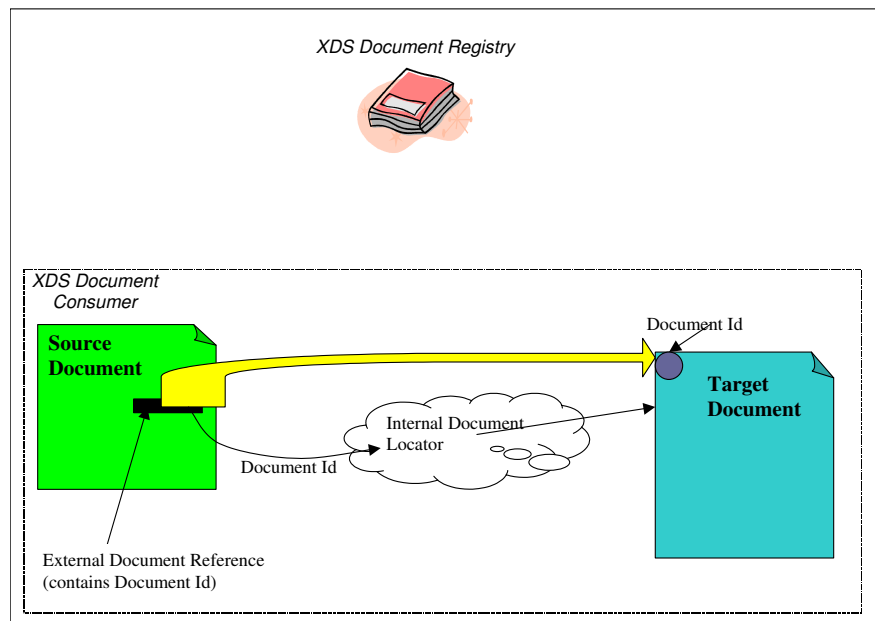 XDS Document Registry
XDS Document
Consumer
Source
Document
Document Id
Target
Document
Internal Document
Locator
Document Id
External Document Reference
(contains Document Id)